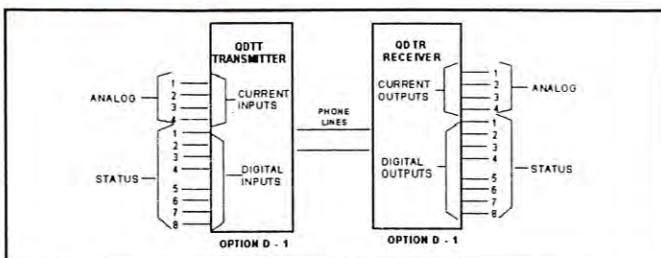 QDTT
TRANSMITTER
ANALOG
1
2
3
4
CURRENT
INPUTS
STATUS
1
2
3
4
5
6
7
8
DIGITAL
INPUTS
OPTION D - 1
PHONE
LINES
QDTR
RECEIVER
CURRENT
OUTPUTS
1
2
3
4
ANALOG
DIGITAL
OUTPUTS
1
2
3
4
5
6
7
8
STATUS
OPTION D - 1